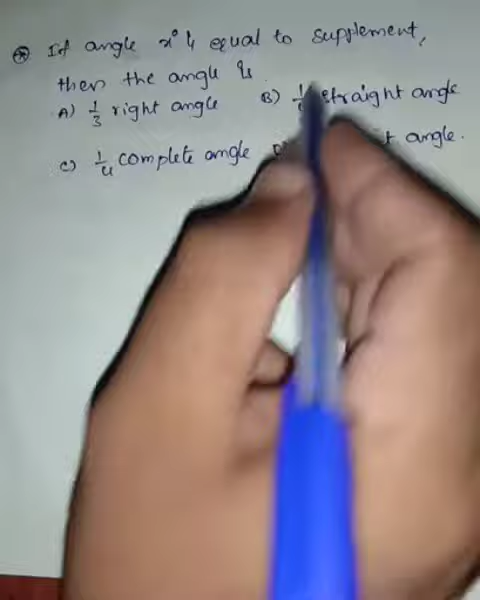 ⊛ If angle x° is equal to supplement,
then the angle is
A) 1/3 right angle B) straight angle
C) 1/4 complete angle angle.